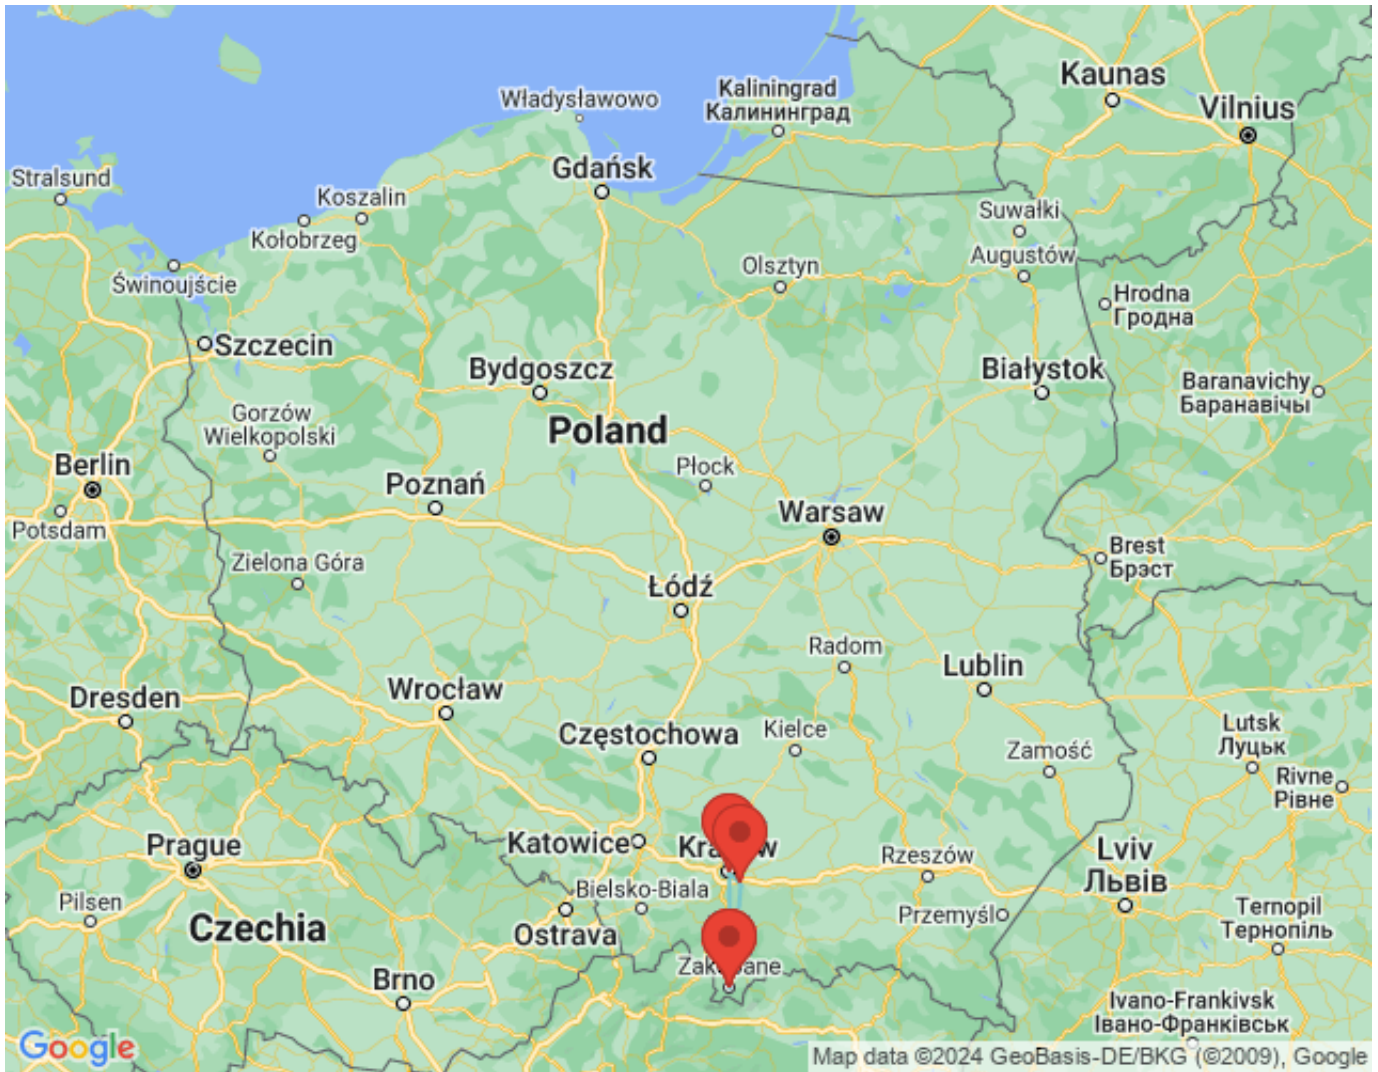 Kaunas
Vilnius
Kaliningrad
Калининград
Władysławowo
Gdańsk
Stralsund
Koszalin
Kołobrzeg
Suwałki
Augustów
Olsztyn
Świnoujście
Hrodna
Гродна
Szczecin
Bydgoszcz
Białystok
Baranavichy
Баранавічы
Gorzów
Wielkopolski
Poland
Berlin
Płock
Poznań
Warsaw
Potsdam
Brest
Брэст
Zielona Góra
Łódź
Radom
Lublin
Dresden
Wrocław
Częstochowa
Kielce
Lutsk
Луцьк
Zamość
Rivne
Рівне
Prague
Katowice
Rzeszów
Lviv
Львів
Bielsko-Biala
Pilsen
Przemyśl
Ternopil
Тернопіль
Czechia
Ostrava
Brno
Ivano-Frankivsk
Івано-Франківськ
Google
Map data ©2024 GeoBasis-DE/BKG (©2009), Google